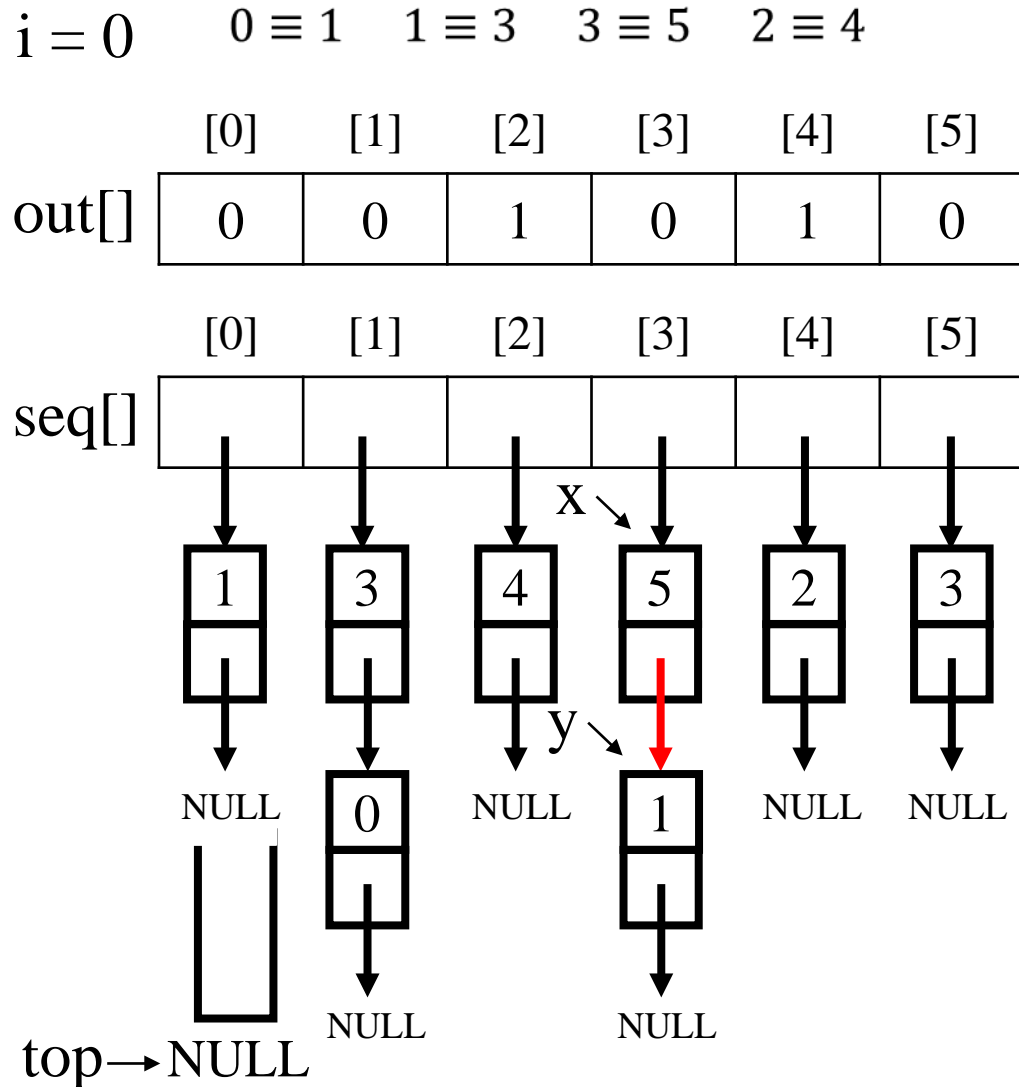 i = 0 0 ≡ 1 1 ≡ 3 3 ≡ 5 2 ≡ 4
[0] [1] [2] [3] [4] [5]
out[] 0 0 1 0 1 0
[0] [1] [2] [3] [4] [5]
seq[]
x
1 3 4 5 2 3
y
NULL 0 NULL 1 NULL NULL
NULL NULL
top→NULL